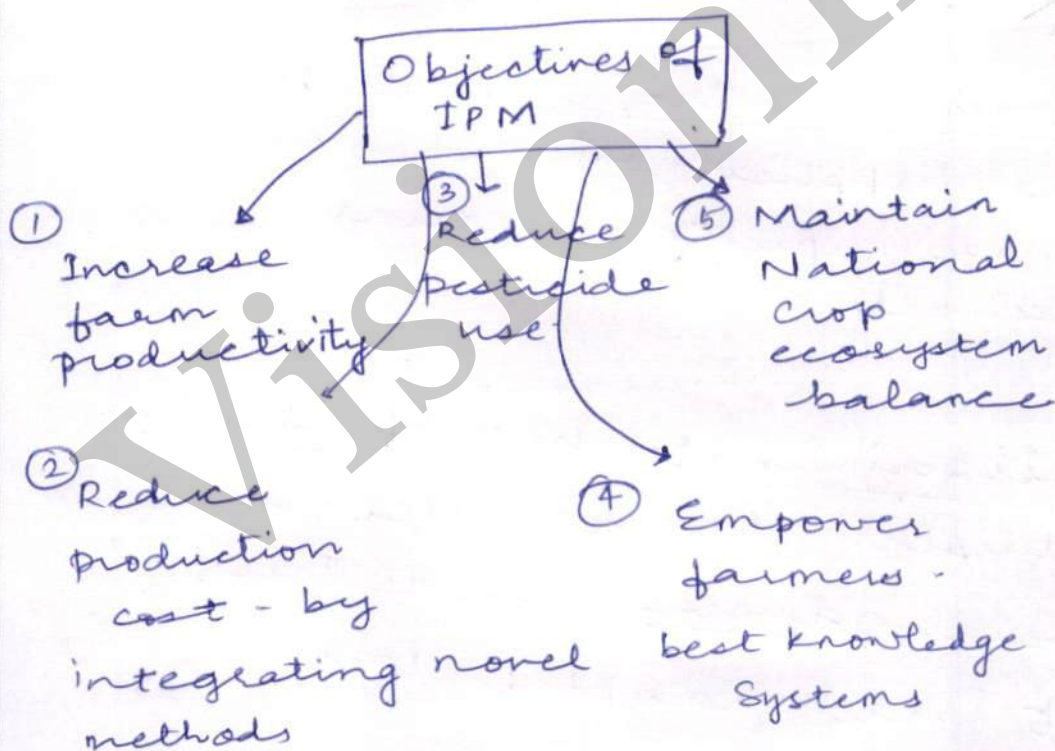 Objectives of
IPM
①
Increase
farm
productivity
②
Reduce
production
cost - by
integrating novel
methods
③
Reduce
pesticide
use
④
Empower
farmers -
best knowledge
Systems
⑤ Maintain
National
crop
ecosystem
balance
Vision